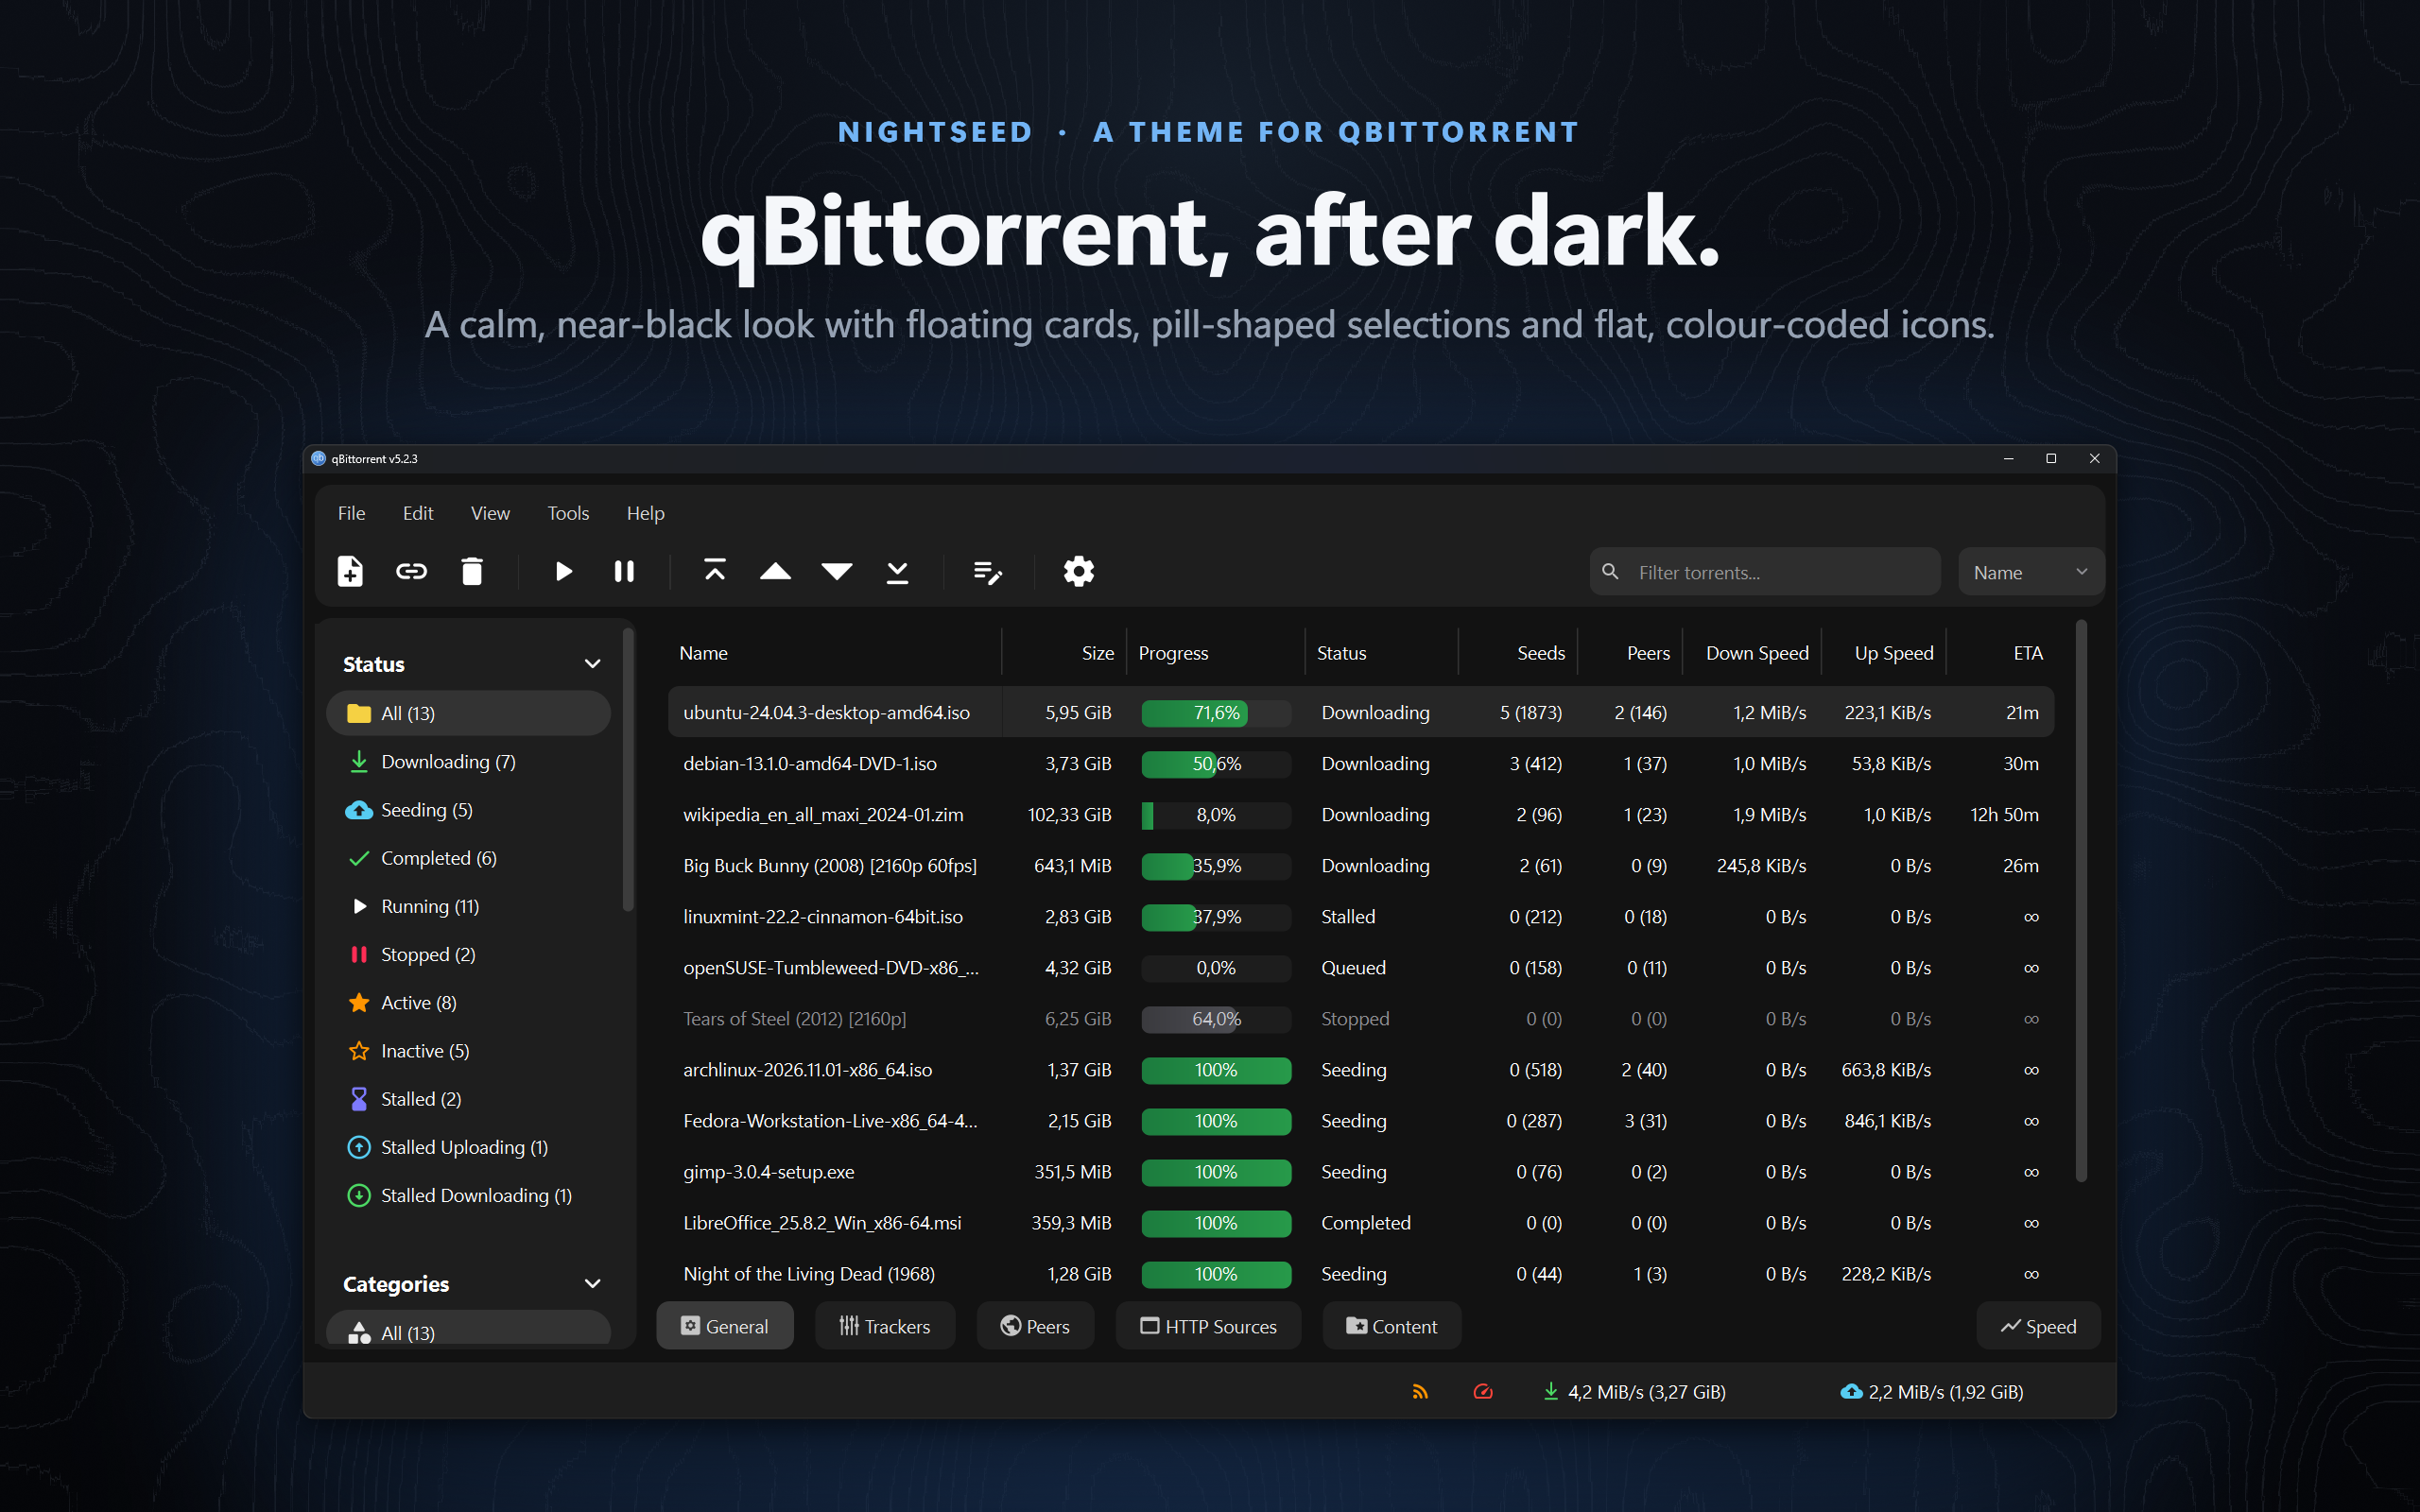 NIGHTSEED · A THEME FOR QBITTORRENT
qBittorrent, after dark.
A calm, near-black look with floating cards, pill-shaped selections and flat, colour-coded icons.
qb qBittorrent v5.2.3
File Edit View Tools Help
Filter torrents... Name
Status
All (13)
Downloading (7)
Seeding (5)
Completed (6)
Running (11)
Stopped (2)
Active (8)
Inactive (5)
Stalled (2)
Stalled Uploading (1)
Stalled Downloading (1)
Categories
All (13)
Name Size Progress Status Seeds Peers Down Speed Up Speed ETA
ubuntu-24.04.3-desktop-amd64.iso 5,95 GiB 71,6% Downloading 5 (1873) 2 (146) 1,2 MiB/s 223,1 KiB/s 21m
debian-13.1.0-amd64-DVD-1.iso 3,73 GiB 50,6% Downloading 3 (412) 1 (37) 1,0 MiB/s 53,8 KiB/s 30m
wikipedia_en_all_maxi_2024-01.zim 102,33 GiB 8,0% Downloading 2 (96) 1 (23) 1,9 MiB/s 1,0 KiB/s 12h 50m
Big Buck Bunny (2008) [2160p 60fps] 643,1 MiB 35,9% Downloading 2 (61) 0 (9) 245,8 KiB/s 0 B/s 26m
linuxmint-22.2-cinnamon-64bit.iso 2,83 GiB 37,9% Stalled 0 (212) 0 (18) 0 B/s 0 B/s ∞
openSUSE-Tumbleweed-DVD-x86_... 4,32 GiB 0,0% Queued 0 (158) 0 (11) 0 B/s 0 B/s ∞
Tears of Steel (2012) [2160p] 6,25 GiB 64,0% Stopped 0 (0) 0 (0) 0 B/s 0 B/s ∞
archlinux-2026.11.01-x86_64.iso 1,37 GiB 100% Seeding 0 (518) 2 (40) 0 B/s 663,8 KiB/s ∞
Fedora-Workstation-Live-x86_64-4... 2,15 GiB 100% Seeding 0 (287) 3 (31) 0 B/s 846,1 KiB/s ∞
gimp-3.0.4-setup.exe 351,5 MiB 100% Seeding 0 (76) 0 (2) 0 B/s 0 B/s ∞
LibreOffice_25.8.2_Win_x86-64.msi 359,3 MiB 100% Completed 0 (0) 0 (0) 0 B/s 0 B/s ∞
Night of the Living Dead (1968) 1,28 GiB 100% Seeding 0 (44) 1 (3) 0 B/s 228,2 KiB/s ∞
General Trackers Peers HTTP Sources Content Speed
4,2 MiB/s (3,27 GiB) 2,2 MiB/s (1,92 GiB)